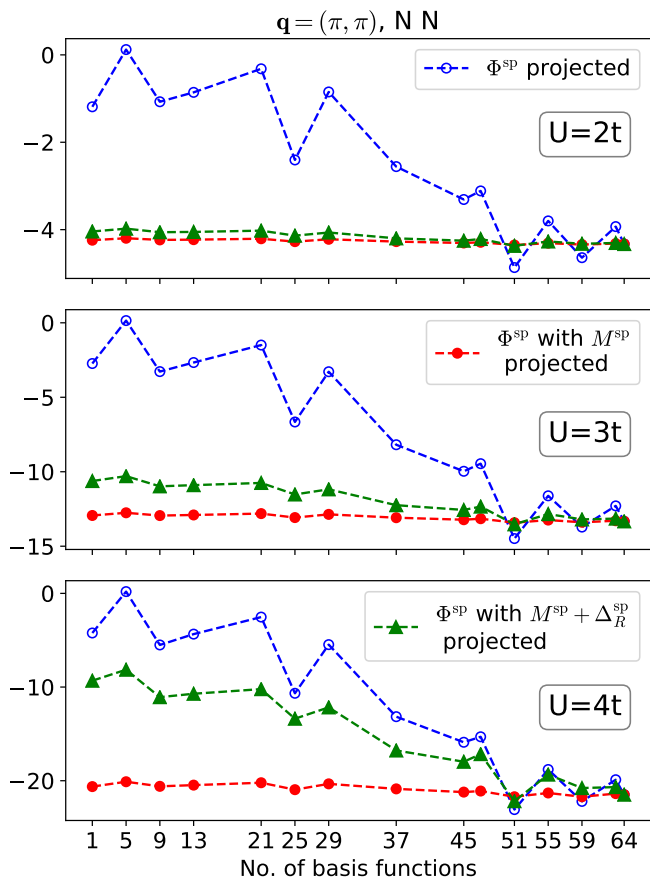 q = (π, π), N N
0
−2
−4
Φ^sp projected
U=2t
0
−5
−10
−15
Φ^sp with M^sp
projected
U=3t
0
−10
−20
Φ^sp with M^sp + Δ_R^sp
projected
U=4t
1 5 9 13 21 25 29 37 45 51 55 59 64
No. of basis functions